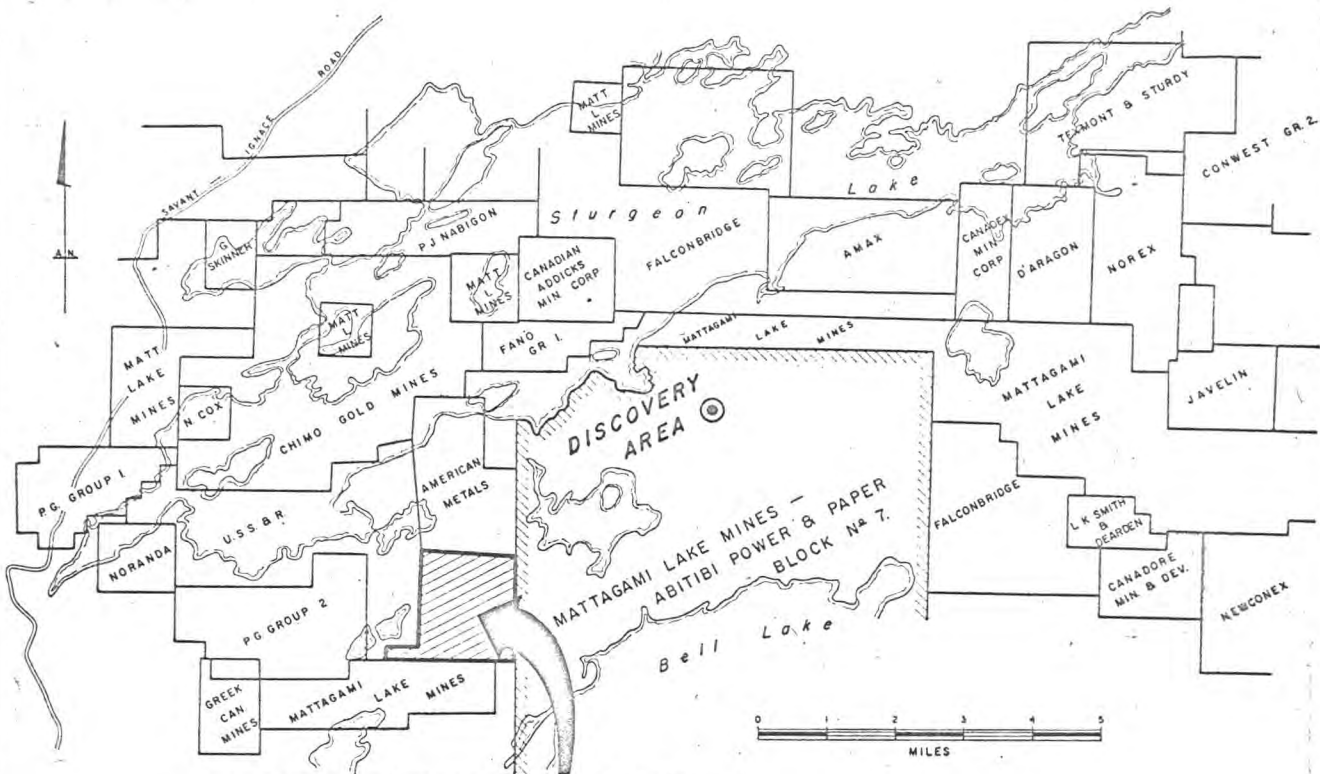 SAVANT — IGNACE ROAD
A.N.
MATT
L
MINES
TEXMONT & STURDY
CONWEST GR. 2.
Sturgeon
Lake
G
SKINNER
P J NABIGON
FALCONBRIDGE
AMAX
CANADEX
MIN
CORP
D'ARAGON
NOREX
MATT
L
MINES
CANADIAN
ADDICKS
MIN CORP
MATT
L
MINES
FANO
GR 1.
MATTAGAMI LAKE MINES
MATT
LAKE
MINES
N. COX
CHIMO GOLD MINES
DISCOVERY
AREA
MATTAGAMI
LAKE
MINES
JAVELIN
P.G. GROUP 1.
AMERICAN
METALS
U.S.S.& R.
NORANDA
MATTAGAMI LAKE MINES —
ABITIBI POWER & PAPER
BLOCK No 7.
FALCONBRIDGE
L K SMITH
&
DEARDEN
CANADORE
MIN. & DEV.
NEWCONEX
P G GROUP 2
Bell Lake
GREEK
CAN
MINES
MATTAGAMI LAKE MINES
0 1 2 3 4 5
MILES